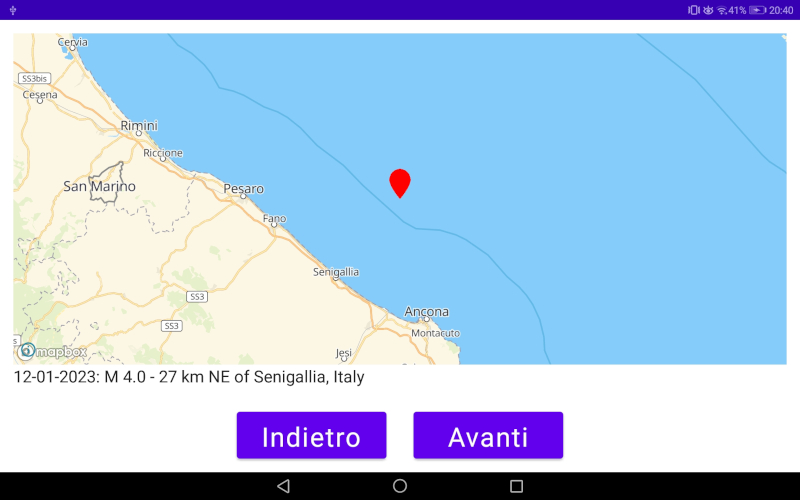 41% 20:40
Cervia
SS3bis
Cesena
Rimini
Riccione
San Marino
Pesaro
Fano
Senigallia
SS3
Ancona
SS3
Montacuto
Jesi
mapbox
12-01-2023: M 4.0 - 27 km NE of Senigallia, Italy
Indietro
Avanti